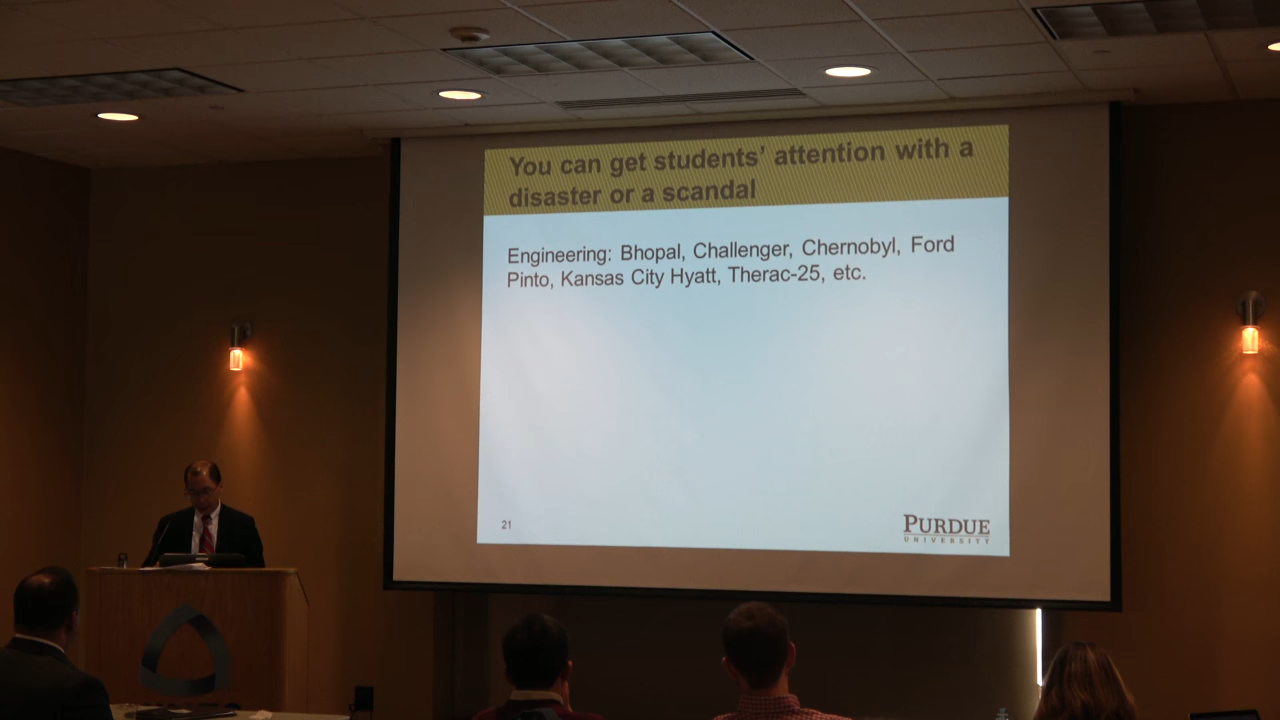 You can get students’ attention with a
disaster or a scandal
Engineering: Bhopal, Challenger, Chernobyl, Ford
Pinto, Kansas City Hyatt, Therac-25, etc.
21
PURDUE
UNIVERSITY